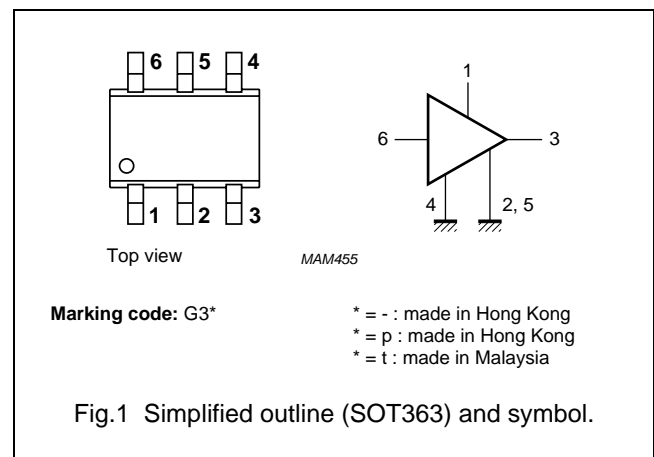 6 5 4
1 2 3
Top view
1
6
3
4
2, 5
MAM455
Marking code: G3*
* = - : made in Hong Kong
* = p : made in Hong Kong
* = t : made in Malaysia
Fig.1 Simplified outline (SOT363) and symbol.